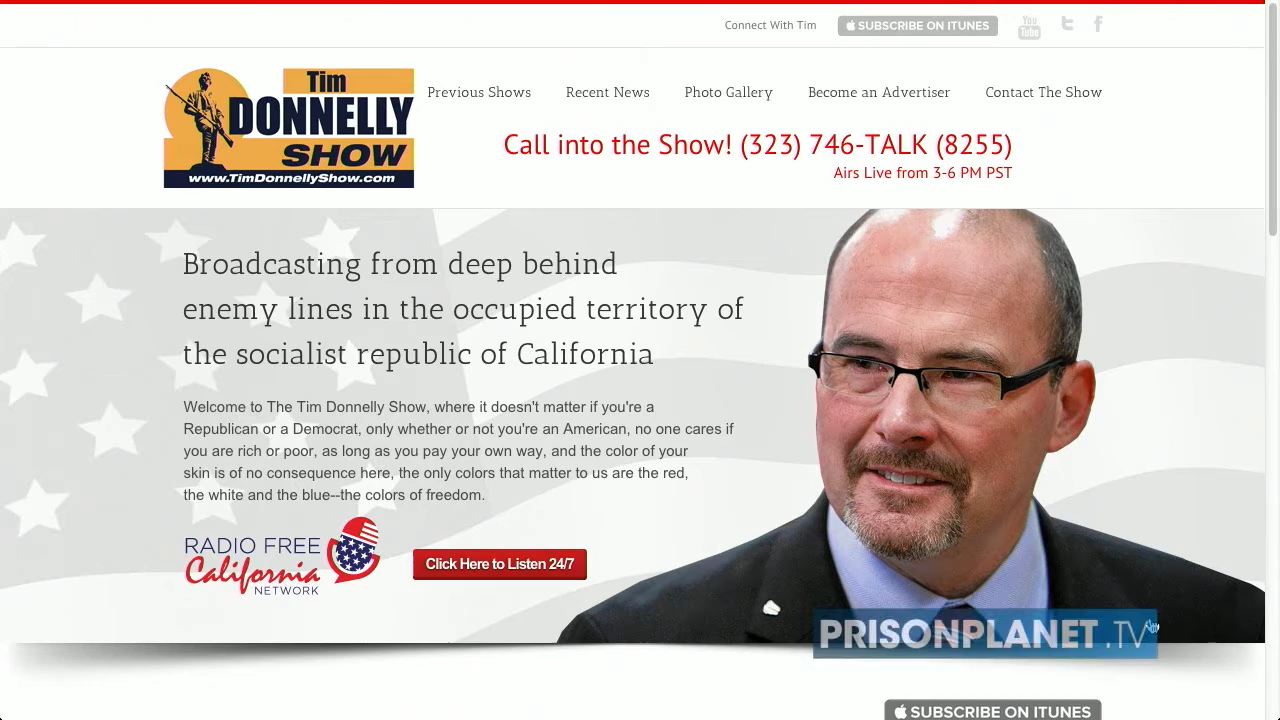 Connect With Tim
SUBSCRIBE ON ITUNES
You
Tube
Tim
DONNELLY
SHOW
www.TimDonnellyShow.com
Previous Shows
Recent News
Photo Gallery
Become an Advertiser
Contact The Show
Call into the Show! (323) 746-TALK (8255)
Airs Live from 3-6 PM PST
Broadcasting from deep behind
enemy lines in the occupied territory of
the socialist republic of California
Welcome to The Tim Donnelly Show, where it doesn't matter if you're a
Republican or a Democrat, only whether or not you're an American, no one cares if
you are rich or poor, as long as you pay your own way, and the color of your
skin is of no consequence here, the only colors that matter to us are the red,
the white and the blue--the colors of freedom.
RADIO FREE
California
NETWORK
Click Here to Listen 24/7
PRISONPLANET.TV
SUBSCRIBE ON ITUNES